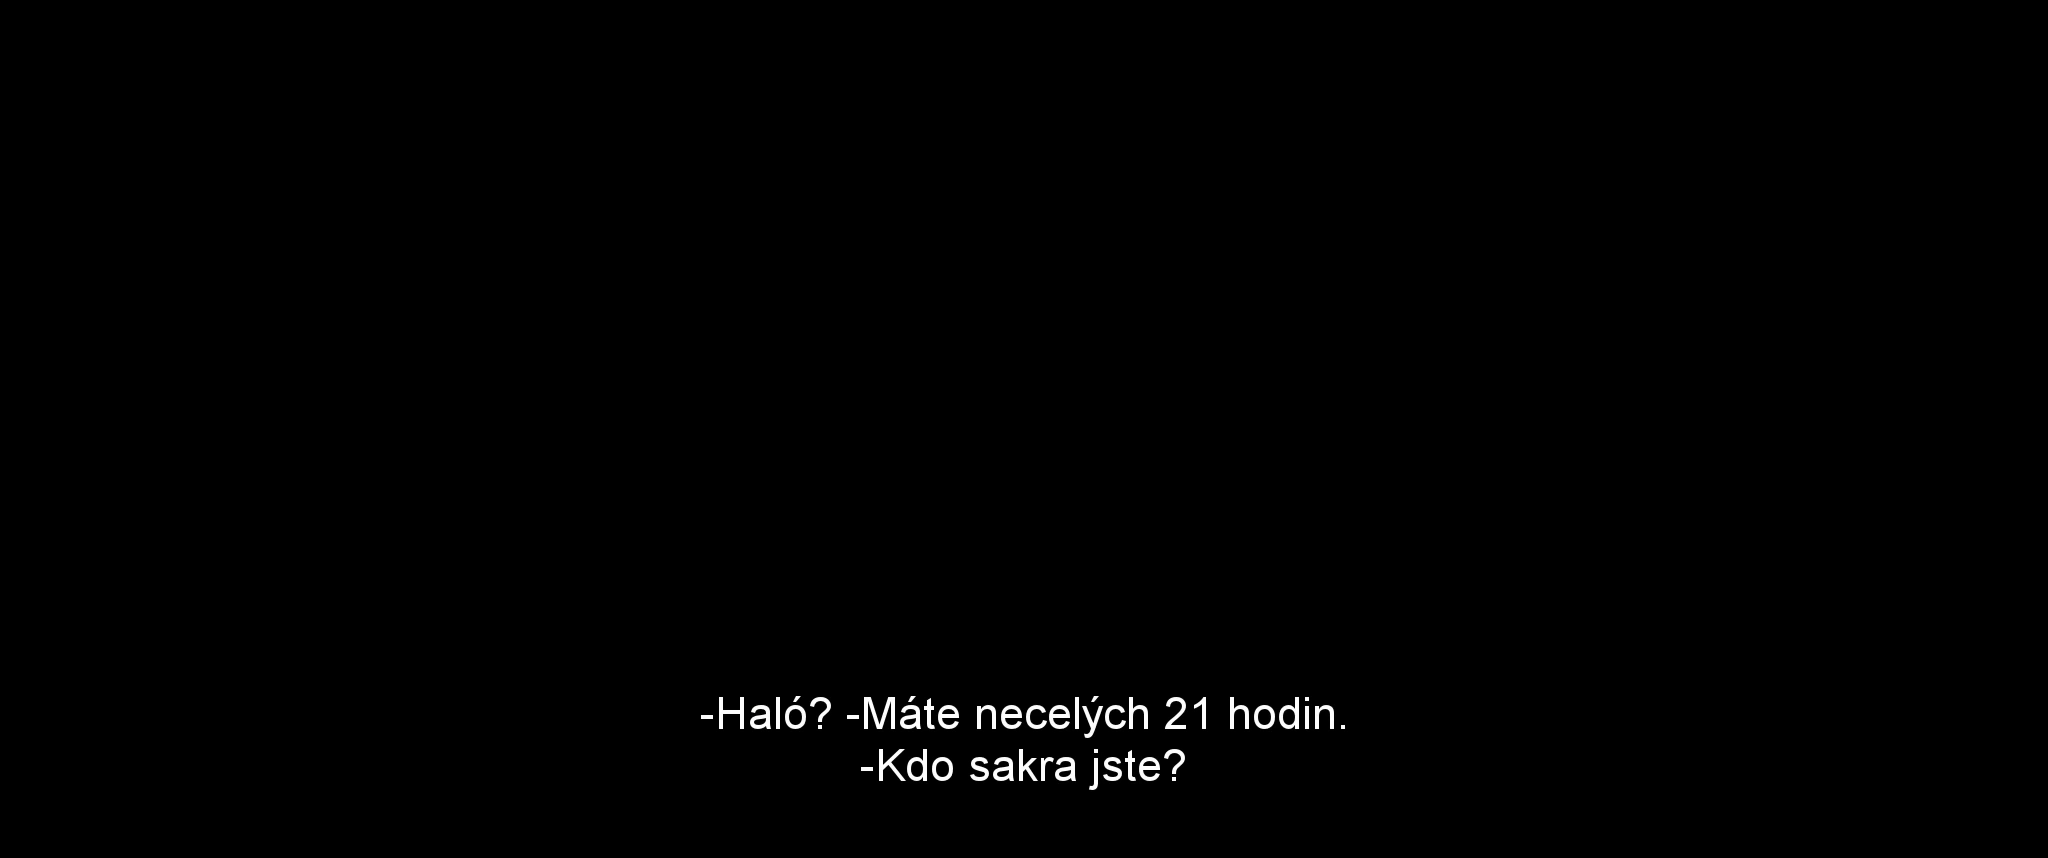 -Haló? -Máte necelých 21 hodin.
-Kdo sakra jste?